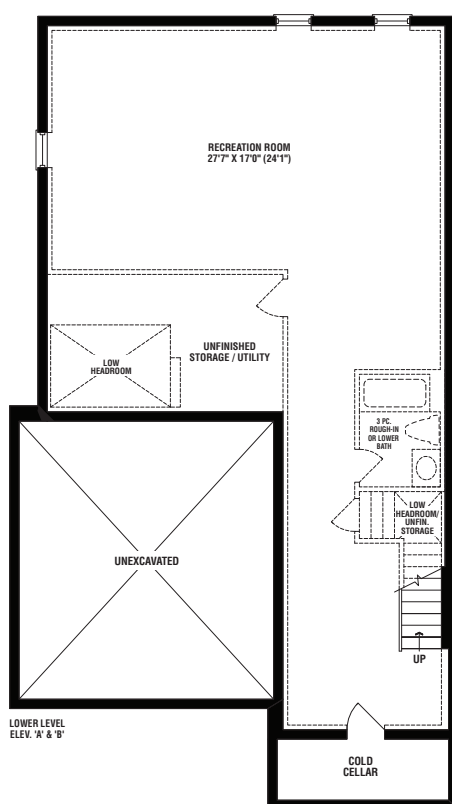 RECREATION ROOM
27'7" X 17'0" (24'1")
UNFINISHED
STORAGE / UTILITY
LOW
HEADROOM
3 PC.
ROUGH-IN
OR LOWER
BATH
LOW
HEADROOM/
UNFIN.
STORAGE
UNEXCAVATED
UP
LOWER LEVEL
ELEV. 'A' & 'B'
COLD
CELLAR